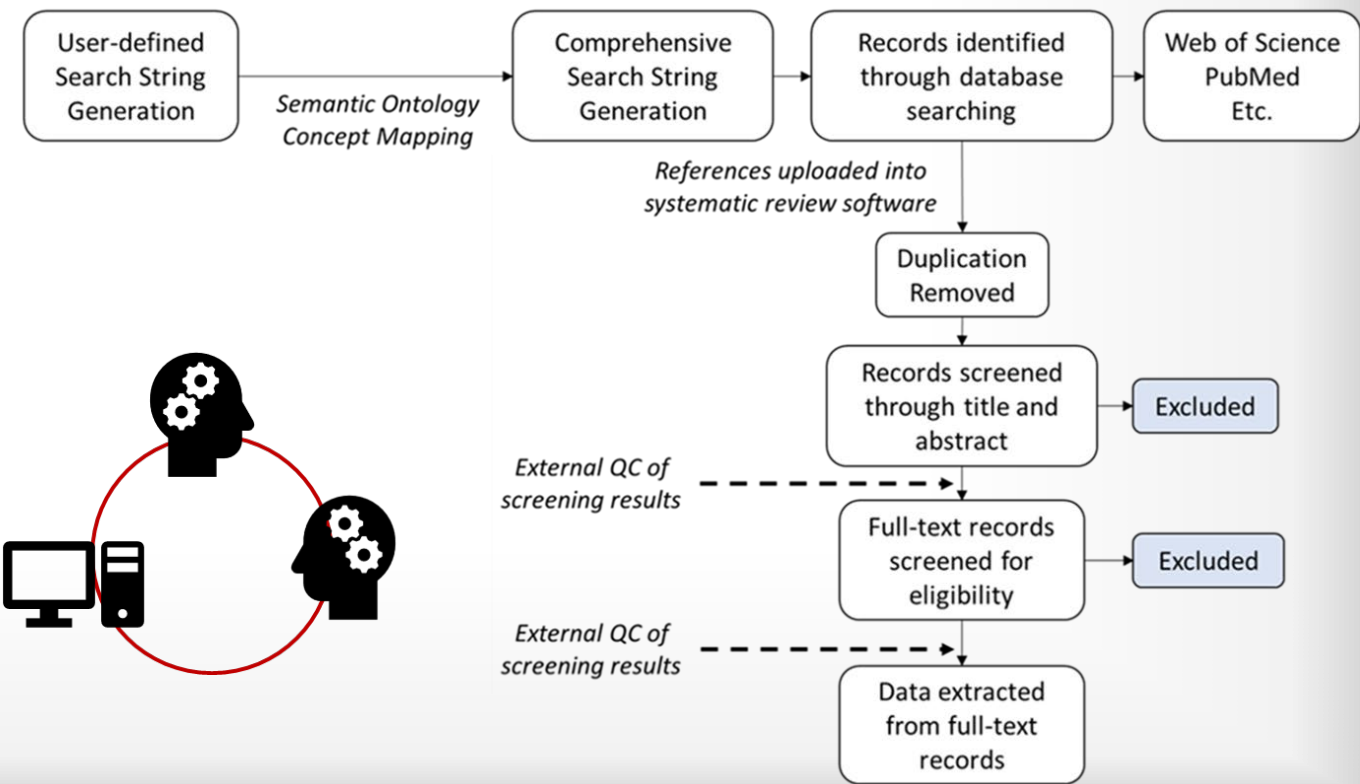 User-defined
Search String
Generation
Semantic Ontology
Concept Mapping
Comprehensive
Search String
Generation
Records identified
through database
searching
Web of Science
PubMed
Etc.
References uploaded into
systematic review software
Duplication
Removed
Records screened
through title and
abstract
Excluded
External QC of
screening results
Full-text records
screened for
eligibility
Excluded
External QC of
screening results
Data extracted
from full-text
records